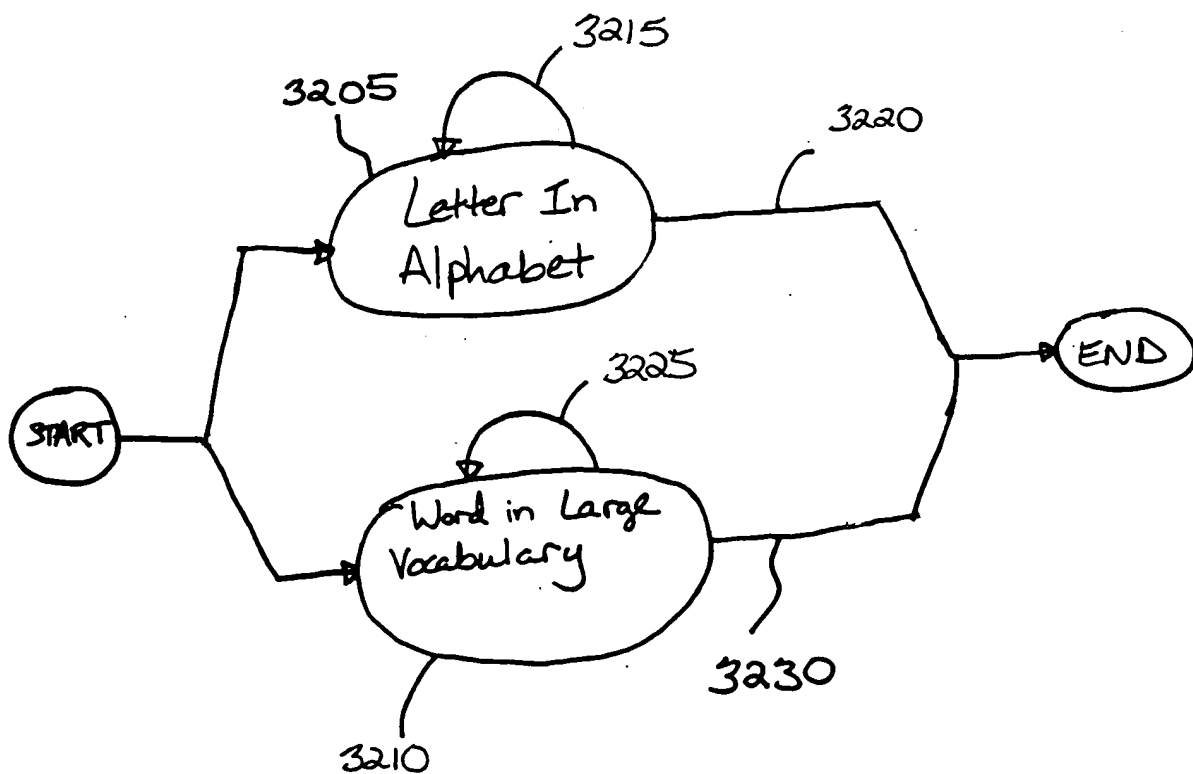 3215
3205
3220
Letter In
Alphabet
END
3225
START
Word in Large
Vocabulary
3230
3210